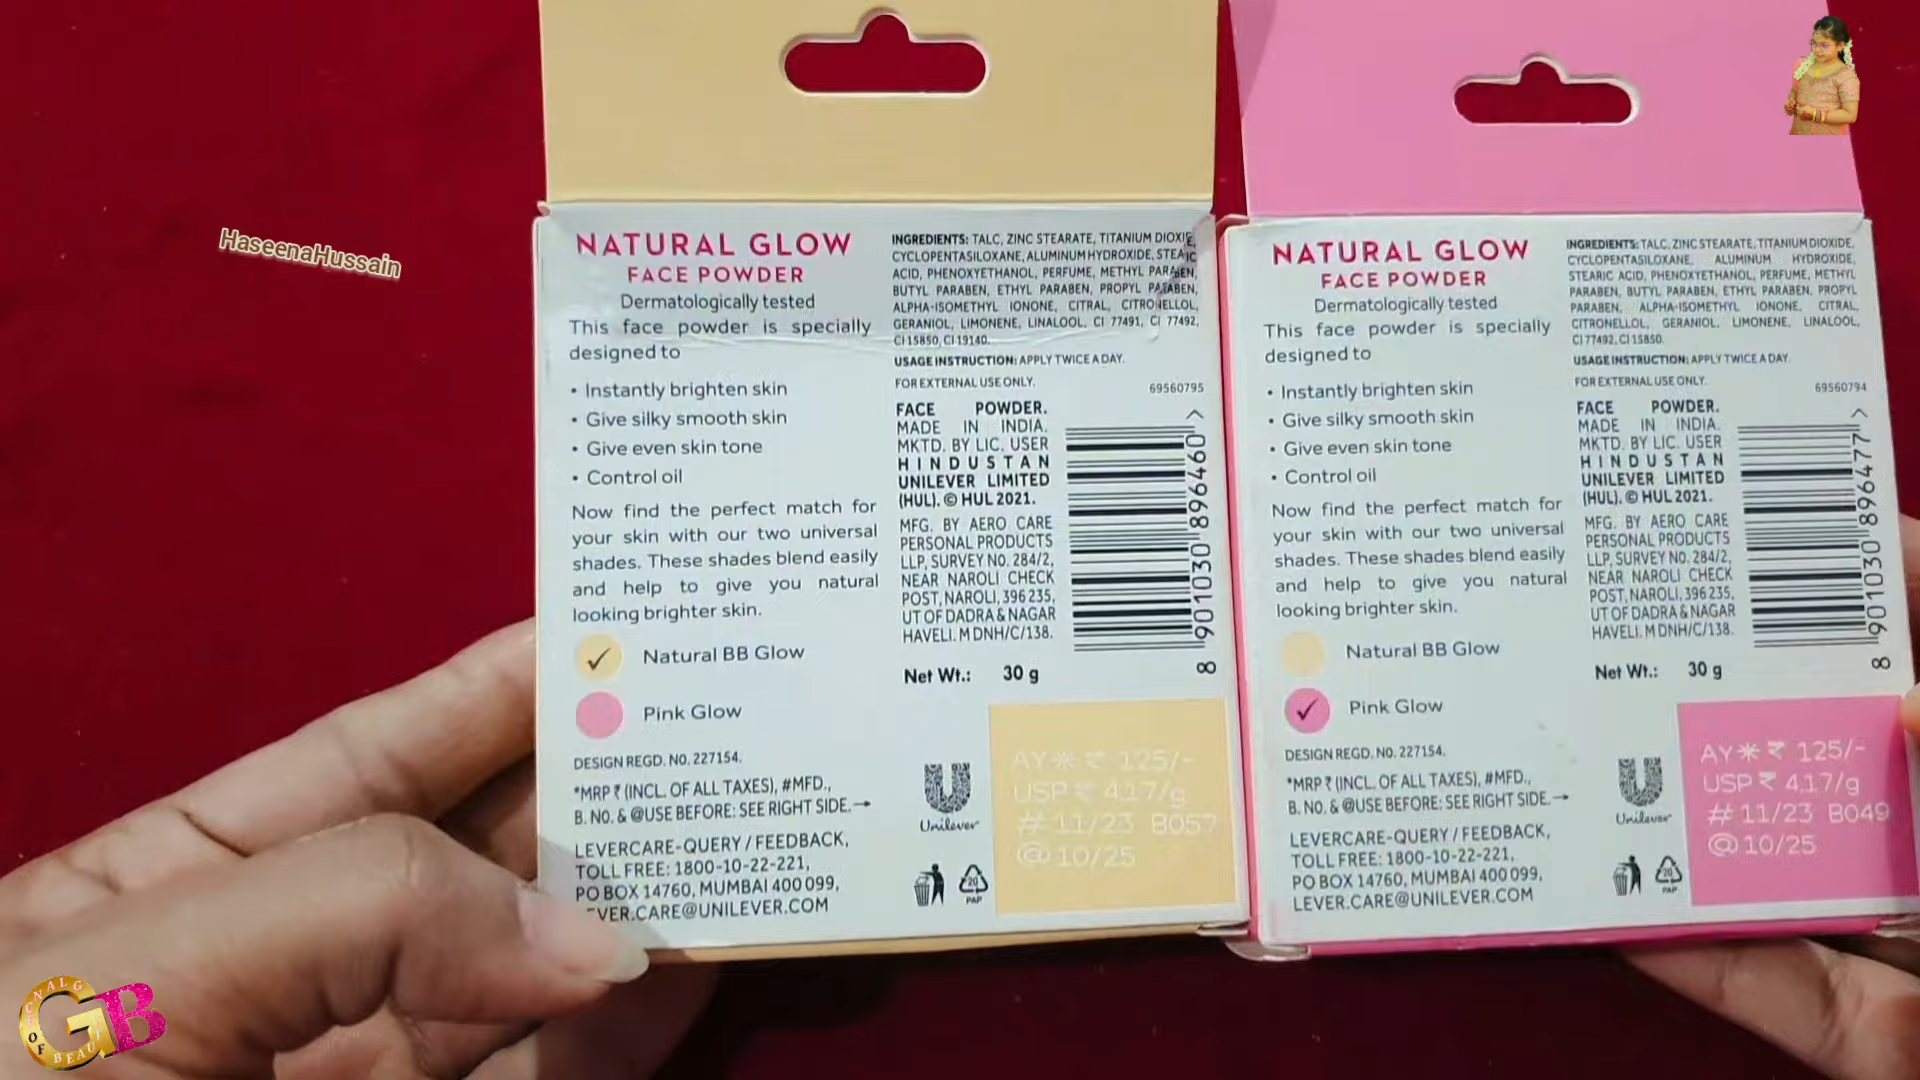 HaseenaHussain
NATURAL GLOW
FACE POWDER
Dermatologically tested
This face powder is specially
designed to
• Instantly brighten skin
• Give silky smooth skin
• Give even skin tone
• Control oil
Now find the perfect match for
your skin with our two universal
shades. These shades blend easily
and help to give you natural
looking brighter skin.
Natural BB Glow
Pink Glow
DESIGN REGD. NO. 227154.
*MRP ₹ (INCL. OF ALL TAXES), #MFD.,
B. NO. & @USE BEFORE: SEE RIGHT SIDE.→
LEVERCARE-QUERY / FEEDBACK,
TOLL FREE: 1800-10-22-221,
PO BOX 14760, MUMBAI 400 099,
VER.CARE@UNILEVER.COM
INGREDIENTS: TALC, ZINC STEARATE, TITANIUM DIOXIDE,
CYCLOPENTASILOXANE, ALUMINUM HYDROXIDE, STEARIC
ACID, PHENOXYETHANOL, PERFUME, METHYL PARABEN,
BUTYL PARABEN, ETHYL PARABEN, PROPYL PARABEN,
ALPHA-ISOMETHYL IONONE, CITRAL, CITRONELLOL,
GERANIOL, LIMONENE, LINALOOL, CI 77491, CI 77492,
CI 15850, CI 19140.
USAGE INSTRUCTION: APPLY TWICE A DAY.
FOR EXTERNAL USE ONLY.
69560795
FACE POWDER.
MADE IN INDIA.
MKTD. BY LIC. USER
HINDUSTAN
UNILEVER LIMITED
(HUL). © HUL 2021.
MFG. BY AERO CARE
PERSONAL PRODUCTS
LLP, SURVEY NO. 284/2,
NEAR NAROLI CHECK
POST, NAROLI, 396 235,
UT OF DADRA & NAGAR
HAVELI. M DNH/C/138.
8 901030 896460 >
Net Wt.: 30 g
Unilever
20
PAP
AY* ₹ 125/-
USP ₹ 4.17/g
# 11/23 B057
@ 10/25
NATURAL GLOW
FACE POWDER
Dermatologically tested
This face powder is specially
designed to
• Instantly brighten skin
• Give silky smooth skin
• Give even skin tone
• Control oil
Now find the perfect match for
your skin with our two universal
shades. These shades blend easily
and help to give you natural
looking brighter skin.
Natural BB Glow
Pink Glow
DESIGN REGD. NO. 227154.
*MRP ₹ (INCL. OF ALL TAXES), #MFD.,
B. NO. & @USE BEFORE: SEE RIGHT SIDE.→
LEVERCARE-QUERY / FEEDBACK,
TOLL FREE: 1800-10-22-221,
PO BOX 14760, MUMBAI 400 099,
LEVER.CARE@UNILEVER.COM
INGREDIENTS: TALC, ZINC STEARATE, TITANIUM DIOXIDE,
CYCLOPENTASILOXANE, ALUMINUM HYDROXIDE,
STEARIC ACID, PHENOXYETHANOL, PERFUME, METHYL
PARABEN, BUTYL PARABEN, ETHYL PARABEN, PROPYL
PARABEN, ALPHA-ISOMETHYL IONONE, CITRAL,
CITRONELLOL, GERANIOL, LIMONENE, LINALOOL,
CI 77492, CI 15850.
USAGE INSTRUCTION: APPLY TWICE A DAY.
FOR EXTERNAL USE ONLY.
69560794
FACE POWDER.
MADE IN INDIA.
MKTD. BY LIC. USER
HINDUSTAN
UNILEVER LIMITED
(HUL). © HUL 2021.
MFG. BY AERO CARE
PERSONAL PRODUCTS
LLP, SURVEY NO. 284/2,
NEAR NAROLI CHECK
POST, NAROLI, 396 235,
UT OF DADRA & NAGAR
HAVELI. M DNH/C/138.
8 901030 896477 >
Net Wt.: 30 g
Unilever
20
PAP
AY* ₹ 125/-
USP ₹ 4.17/g
# 11/23 B049
@ 10/25
GB
OF BEAU